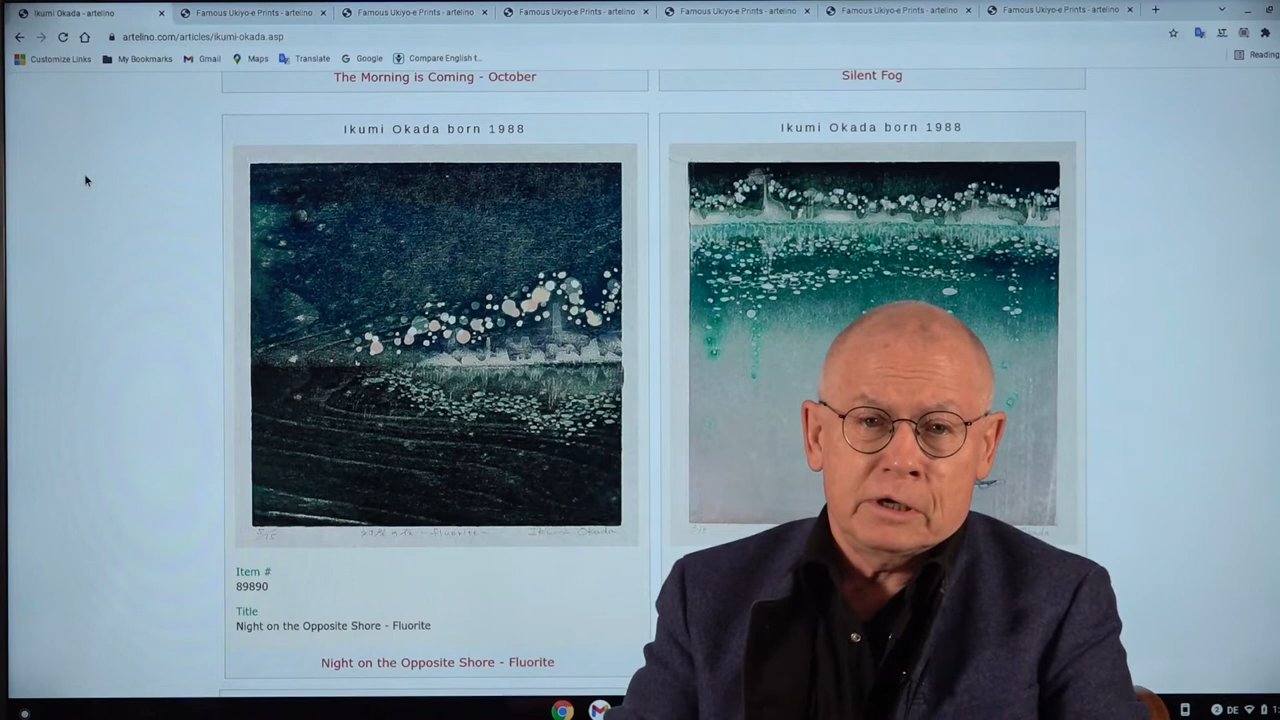 Ikumi Okada - artelino
Famous Ukiyo-e Prints - artelino
Famous Ukiyo-e Prints - artelino
Famous Ukiyo-e Prints - artelino
Famous Ukiyo-e Prints - artelino
Famous Ukiyo-e Prints - artelino
Famous Ukiyo-e Prints - artelino
artelino.com/articles/ikumi-okada.asp
Customize Links
My Bookmarks
Gmail
Maps
Translate
Google
Compare English t...
Reading
The Morning is Coming - October
Silent Fog
Ikumi Okada born 1988
Ikumi Okada born 1988
-fluorite-
Ikumi Okada
Item #
89890
Title
Night on the Opposite Shore - Fluorite
Night on the Opposite Shore - Fluorite
DE